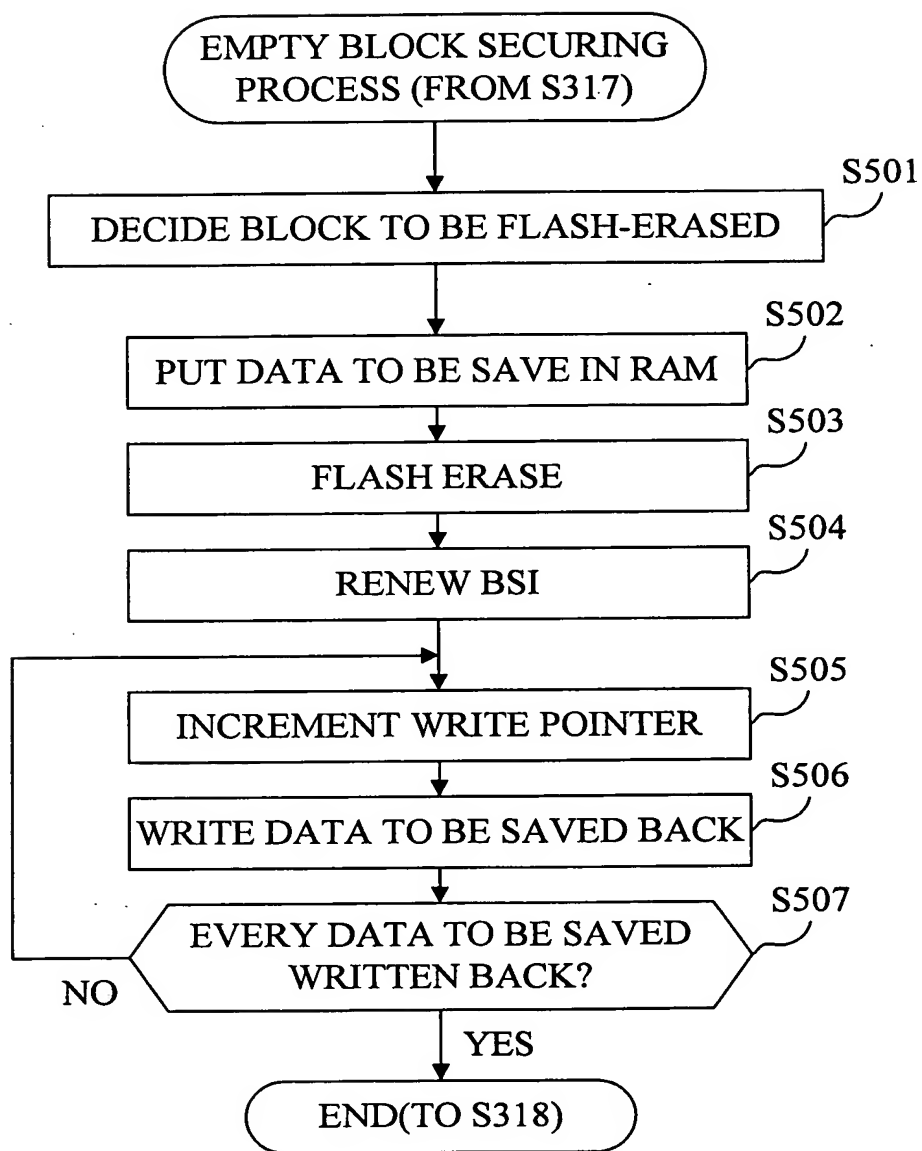 EMPTY BLOCK SECURING
PROCESS (FROM S317)
S501
DECIDE BLOCK TO BE FLASH-ERASED
S502
PUT DATA TO BE SAVE IN RAM
S503
FLASH ERASE
S504
RENEW BSI
S505
INCREMENT WRITE POINTER
S506
WRITE DATA TO BE SAVED BACK
S507
EVERY DATA TO BE SAVED
WRITTEN BACK?
NO
YES
END(TO S318)